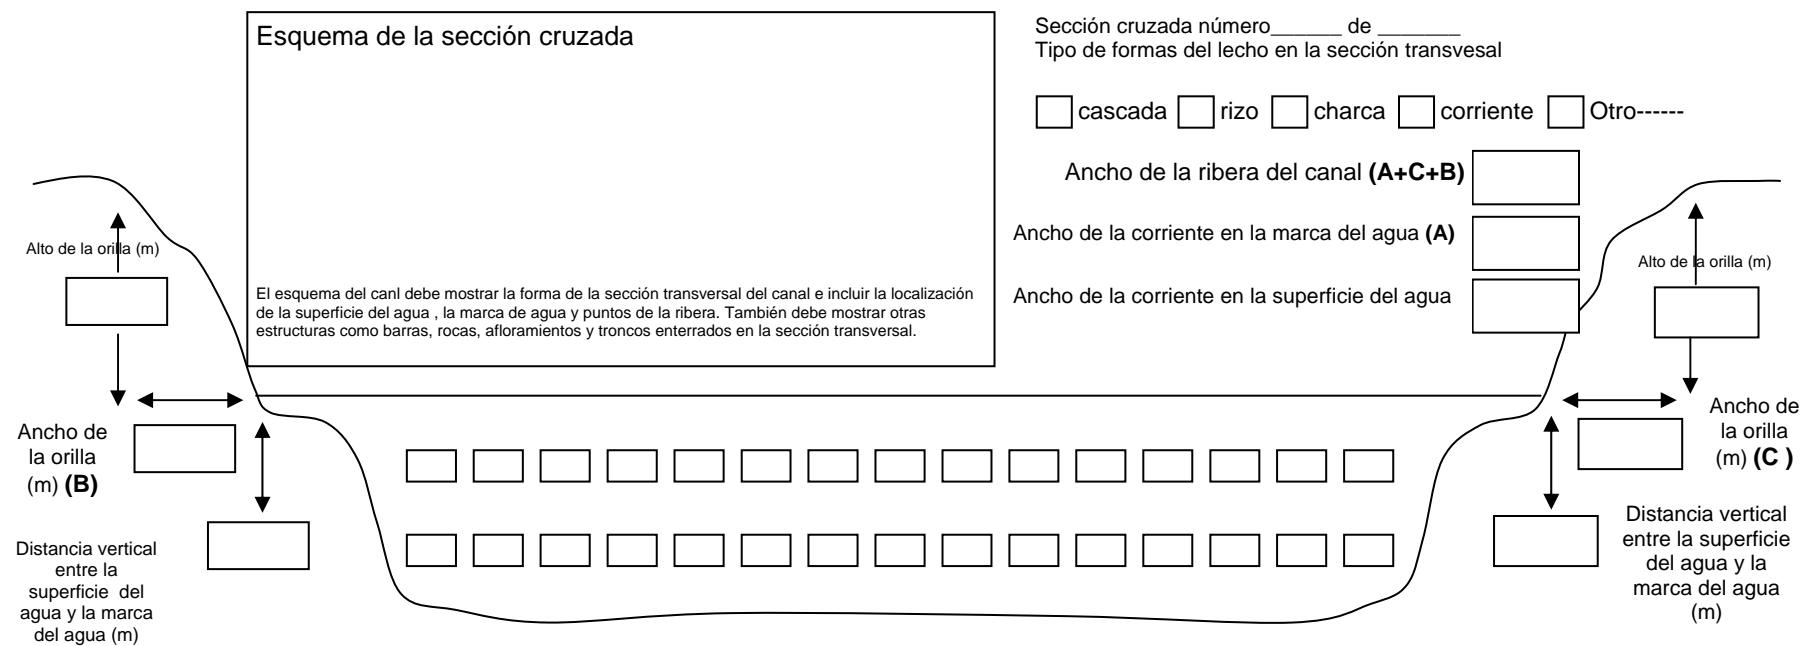 Esquema de la sección cruzada
El esquema del canl debe mostrar la forma de la sección transversal del canal e incluir la localización
de la superficie del agua , la marca de agua y puntos de la ribera. También debe mostrar otras
estructuras como barras, rocas, afloramientos y troncos enterrados en la sección transversal.
Sección cruzada número______ de _______
Tipo de formas del lecho en la sección transvesal
cascada rizo charca corriente Otro------
Ancho de la ribera del canal (A+C+B)
Ancho de la corriente en la marca del agua (A)
Ancho de la corriente en la superficie del agua
Alto de la orilla (m)
Ancho de
la orilla
(m) (B)
Distancia vertical
entre la
superficie del
agua y la marca
del agua (m)
Alto de la orilla (m)
Ancho de
la orilla
(m) (C )
Distancia vertical
entre la superficie
del agua y la
marca del agua
(m)